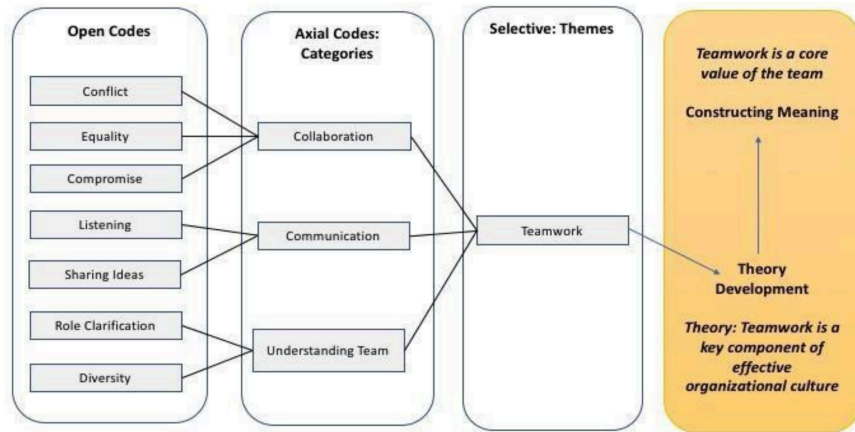 Open Codes
Conflict
Equality
Compromise
Listening
Sharing Ideas
Role Clarification
Diversity
Axial Codes:
Categories
Collaboration
Communication
Understanding Team
Selective: Themes
Teamwork
Teamwork is a core
value of the team
Constructing Meaning
Theory
Development
Theory: Teamwork is a
key component of
effective
organizational culture